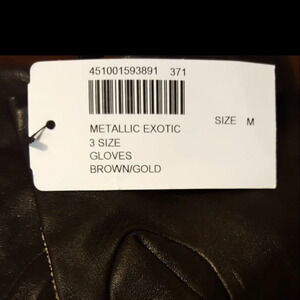 451001593891 371
METALLIC EXOTIC
SIZE M
3 SIZE
GLOVES
BROWN/GOLD